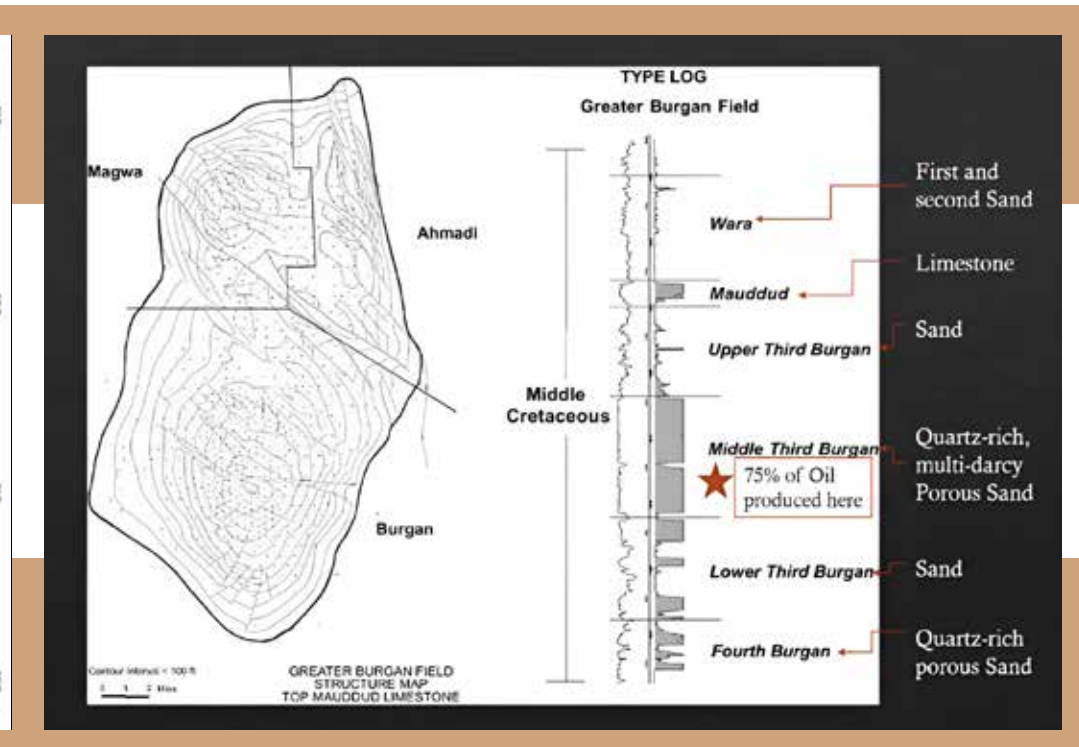 TYPE LOG
Greater Burgan Field
Magwa
Ahmadi
Burgan
Middle
Cretaceous
Wara
Mauddud
Upper Third Burgan
Middle Third Burgan
75% of Oil
produced here
Lower Third Burgan
Fourth Burgan
First and
second Sand
Limestone
Sand
Quartz-rich,
multi-darcy
Porous Sand
Sand
Quartz-rich
porous Sand
Contour Interval = 100 ft
Miles
GREATER BURGAN FIELD
STRUCTURE MAP
TOP MAUDDUD LIMESTONE